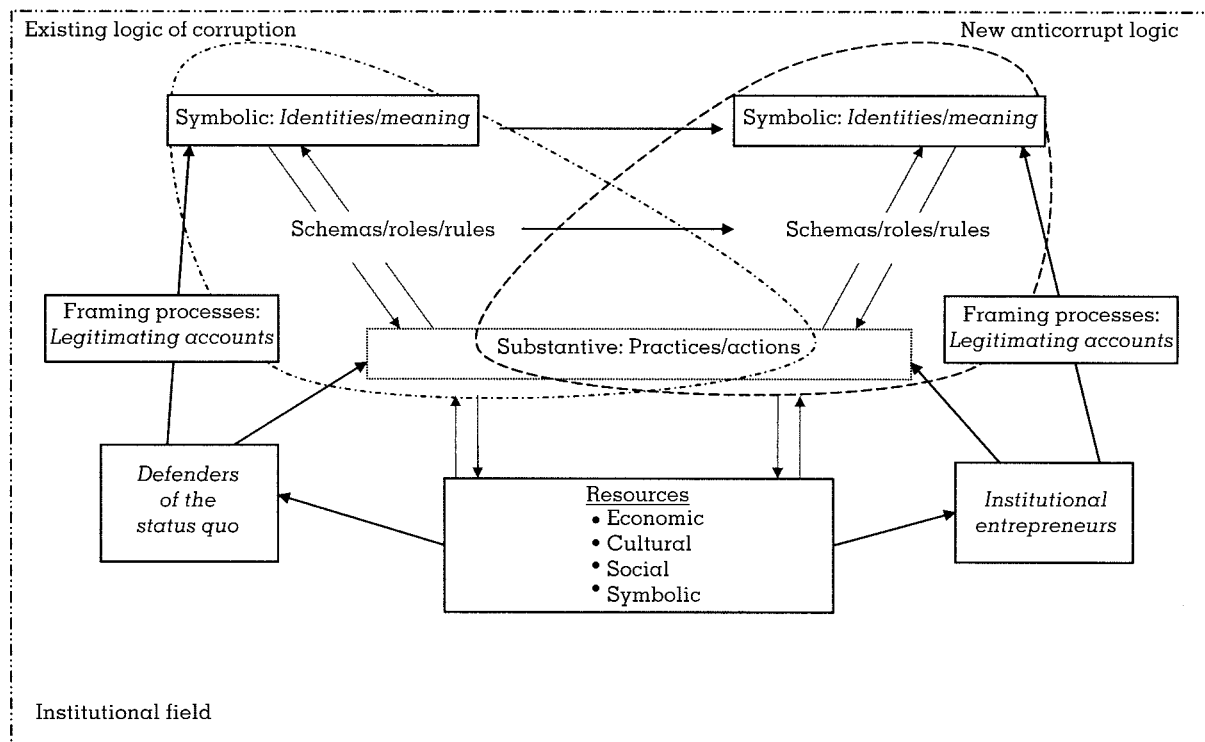 Existing logic of corruption
New anticorrupt logic
Symbolic: Identities/meaning
Symbolic: Identities/meaning
Schemas/roles/rules
Schemas/roles/rules
Framing processes:
Legitimating accounts
Framing processes:
Legitimating accounts
Substantive: Practices/actions
Defenders
of the
status quo
Resources
• Economic
• Cultural
• Social
• Symbolic
Institutional
entrepreneurs
Institutional field